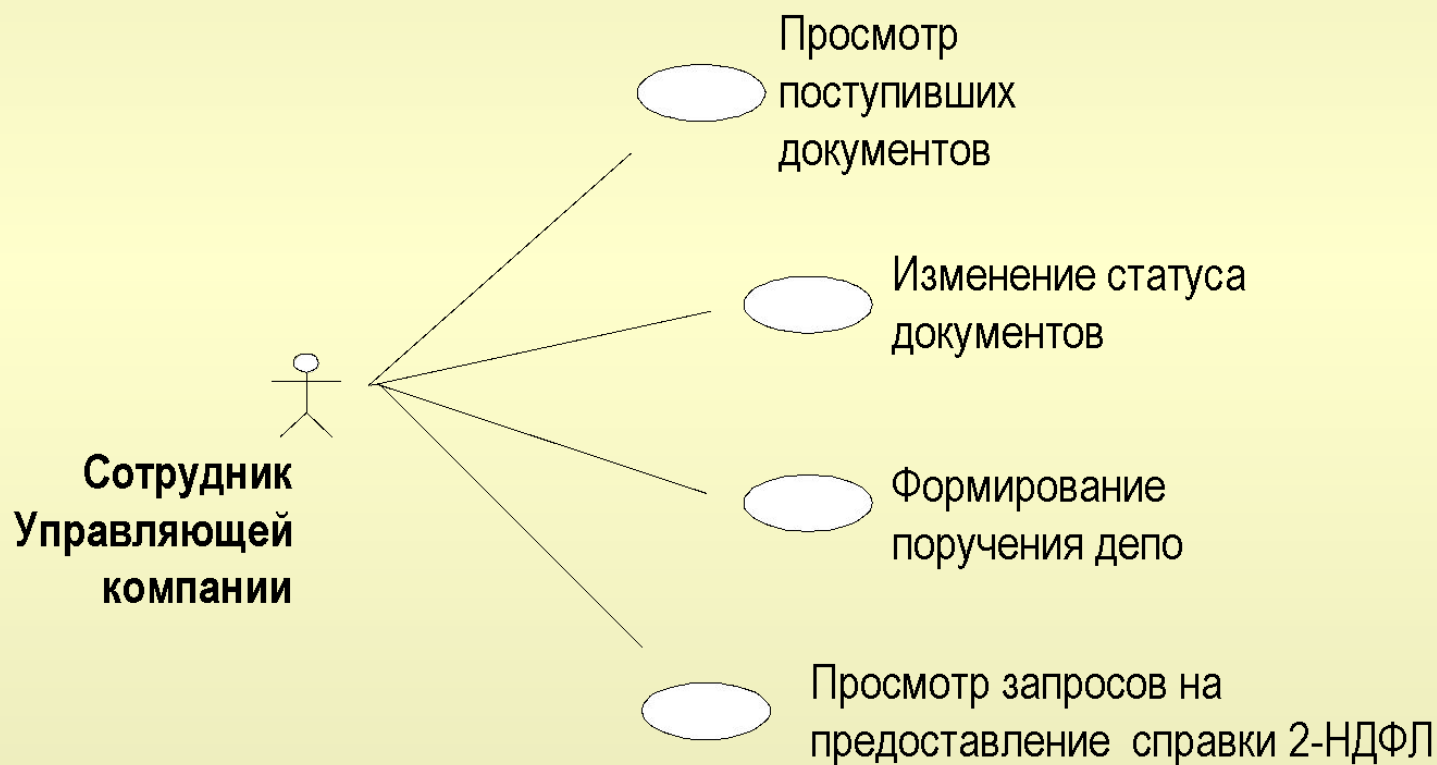 Просмотр
поступивших
документов
Изменение статуса
документов
Сотрудник
Управляющей
компании
Формирование
поручения депо
Просмотр запросов на
предоставление справки 2-НДФЛ